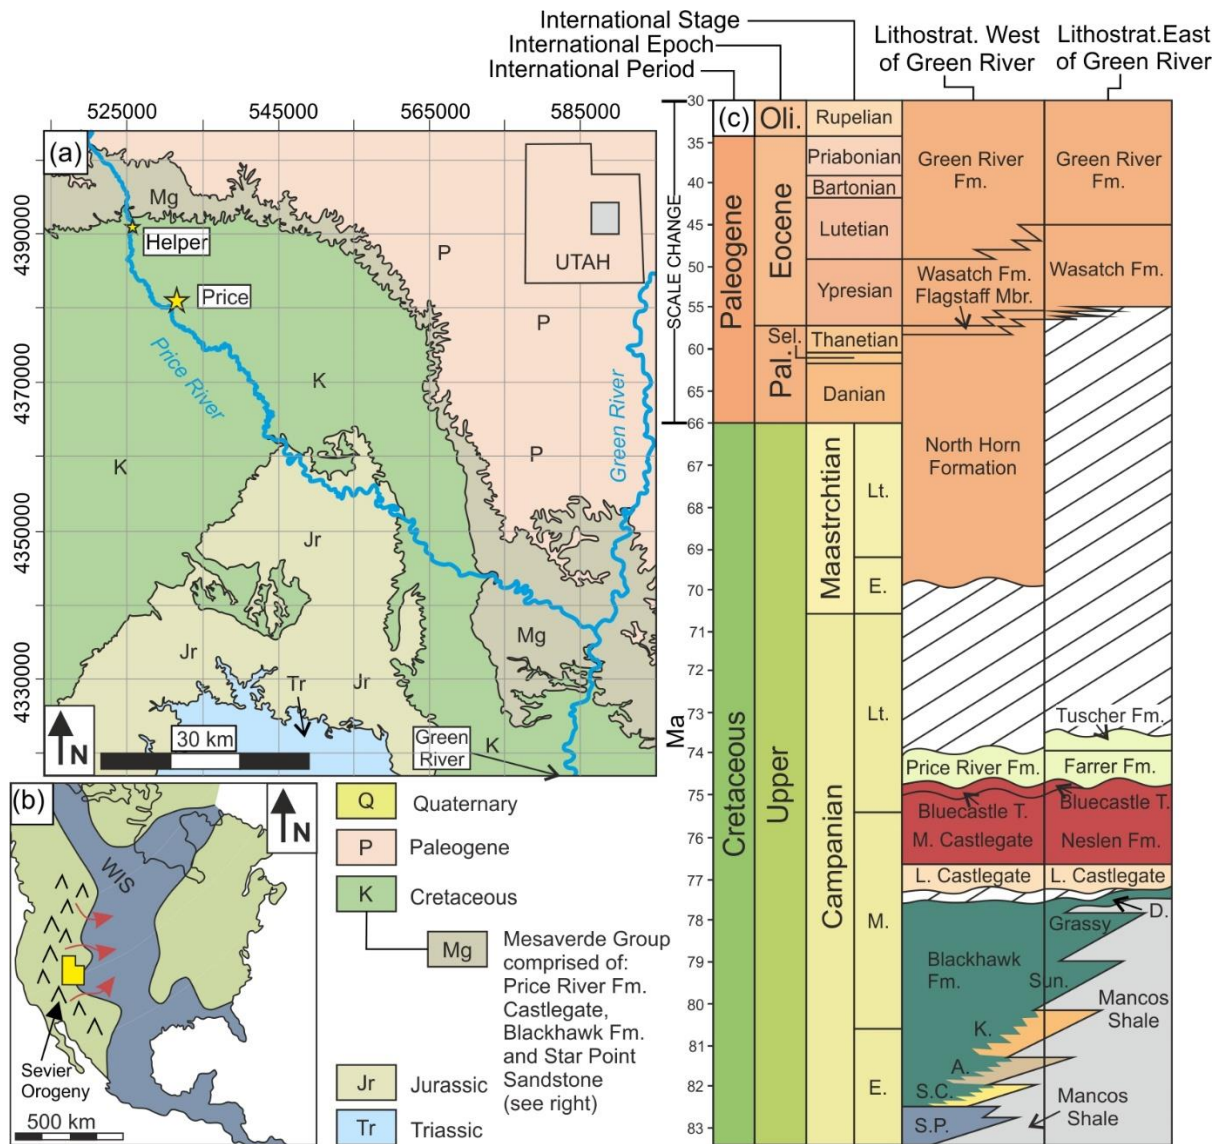 International Stage
International Epoch
International Period
Lithostrat. West
of Green River
Lithostrat.East
of Green River
525000
545000
5665000
585000
(a)
4390000
4370000
4350000
4330000
Mg
Helper
Price
Price River
K
K
P
P
P
UTAH
Green River
Jr
Jr
Jr
Tr
Mg
K
Green
River
N
30 km
(b)
N
WIS
Sevier
Orogeny
500 km
Q Quaternary
P Paleogene
K Cretaceous
Mg Mesaverde Group
comprised of:
Price River Fm.
Castlegate,
Blackhawk Fm.
and Star Point
Sandstone
(see right)
Jr Jurassic
Tr Triassic
(c)
SCALE CHANGE
Ma
30
35
40
45
50
55
60
65
66
67
68
69
70
71
72
73
74
75
76
77
78
79
80
81
82
83
Paleogene
Cretaceous
Oli.
Eocene
Pal.
Upper
Rupelian
Priabonian
Bartonian
Lutetian
Ypresian
Sel.
Thanetian
Danian
Maastrchtian
Lt.
E.
Campanian
Lt.
M.
E.
Green River
Fm.
Green River
Fm.
Wasatch Fm.
Flagstaff Mbr.
Wasatch Fm.
North Horn
Formation
Tuscher Fm.
Price River Fm.
Farrer Fm.
Bluecastle T.
Bluecastle T.
M. Castlegate
Neslen Fm.
L. Castlegate
L. Castlegate
D.
Grassy
Blackhawk
Fm.
Sun.
Mancos
Shale
K.
A.
S.C.
S.P.
Mancos
Shale